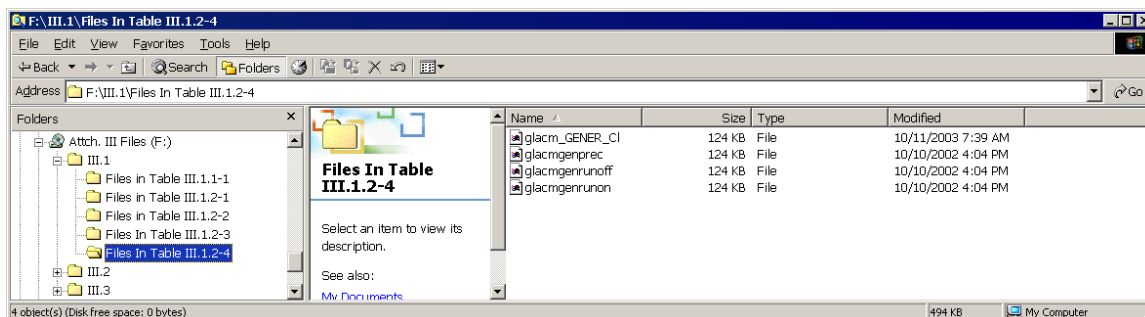 F:\III.1\Files In Table III.1.2-4
File Edit View Favorites Tools Help
Back Search Folders
Address F:\III.1\Files In Table III.1.2-4 Go
Folders
Attch. III Files (F:)
III.1
Files in Table III.1.1-1
Files in Table III.1.2-1
Files in Table III.1.2-2
Files In Table III.1.2-3
Files In Table III.1.2-4
III.2
III.3
Files In Table
III.1.2-4
Select an item to view its
description.
See also:
My Documents
Name Size Type Modified
glacm_GENER_Cl 124 KB File 10/11/2003 7:39 AM
glacmgenprec 124 KB File 10/10/2002 4:04 PM
glacmgenrunoff 124 KB File 10/10/2002 4:04 PM
glacmgenrunon 124 KB File 10/10/2002 4:04 PM
4 object(s) (Disk free space: 0 bytes) 494 KB My Computer